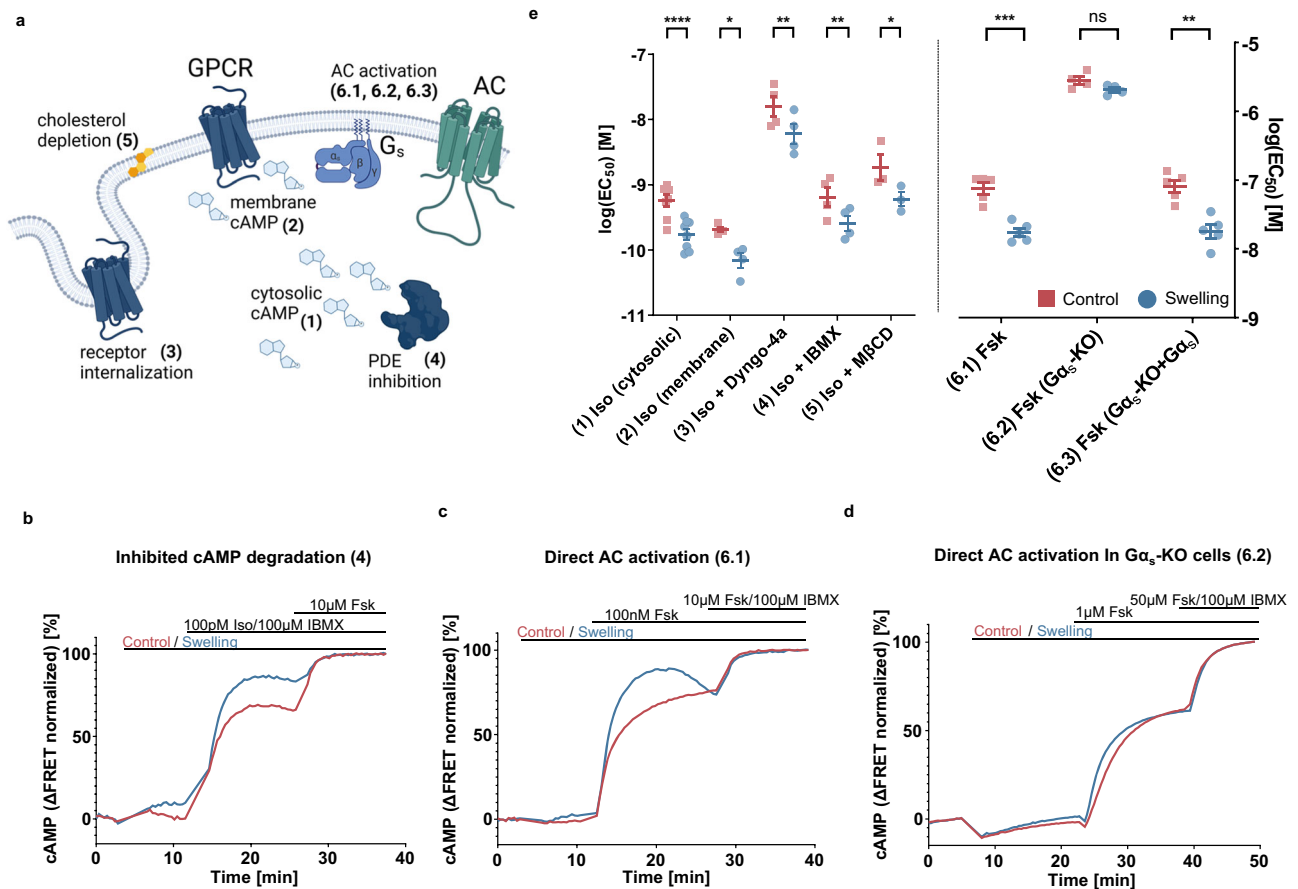 a
GPCR
AC activation
(6.1, 6.2, 6.3)
AC
cholesterol
depletion (5)
Gs
αs
β
γ
membrane
cAMP (2)
cytosolic
cAMP (1)
receptor (3)
internalization
PDE (4)
inhibition
e
**** * ** ** * *** ns **
-7
-8
-9
-10
-11
log(EC50) [M]
-5
-6
-7
-8
-9
log(EC50) [M]
Control Swelling
(1) Iso (cytosolic)
(2) Iso (membrane)
(3) Iso + Dyngo-4a
(4) Iso + IBMX
(5) Iso + MβCD
(6.1) Fsk
(6.2) Fsk (Gαs-KO)
(6.3) Fsk (Gαs-KO+Gαs)
b
Inhibited cAMP degradation (4)
10μM Fsk
100pM Iso/100μM IBMX
Control / Swelling
cAMP (ΔFRET normalized) [%]
100
50
0
0 10 20 30 40
Time [min]
c
Direct AC activation (6.1)
10μM Fsk/100μM IBMX
100nM Fsk
Control / Swelling
cAMP (ΔFRET normalized) [%]
100
50
0
0 10 20 30 40
Time [min]
d
Direct AC activation In Gαs-KO cells (6.2)
50μM Fsk/100μM IBMX
1μM Fsk
Control / Swelling
cAMP (ΔFRET normalized) [%]
100
50
0
0 10 20 30 40 50
Time [min]